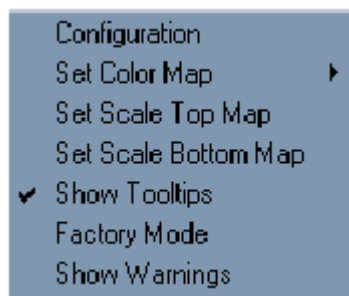 Configuration
Set Color Map
Set Scale Top Map
Set Scale Bottom Map
Show Tooltips
Factory Mode
Show Warnings